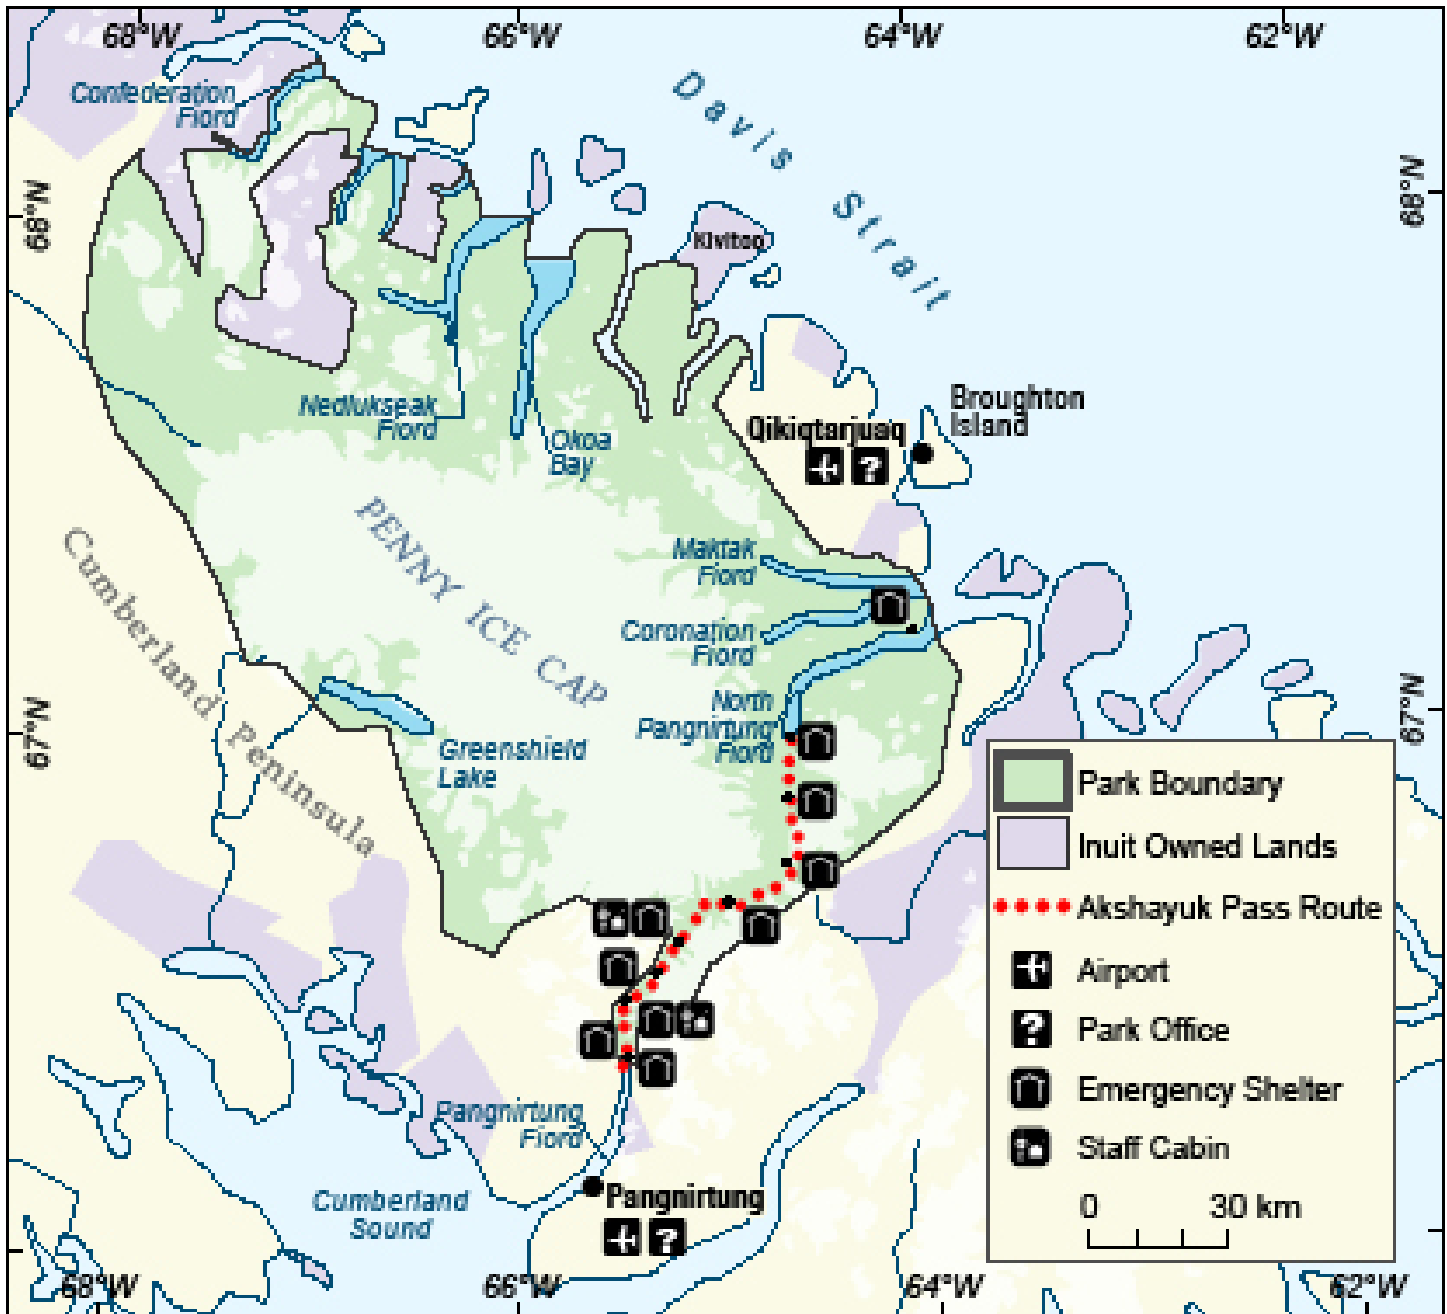 68°W
66°W
64°W
62°W
Confederation
Fiord
Davis Strait
68°N
68°N
Kivitoo
Nedlukseak
Fiord
Okoa
Bay
Broughton
Island
Qikiqtarjuaq
PENNY ICE CAP
Maktak
Fiord
Coronation
Fiord
Cumberland Peninsula
North
Pangnirtung
Fiord
67°N
67°N
Greenshield
Lake
Park Boundary
Inuit Owned Lands
Akshayuk Pass Route
Airport
? Park Office
Emergency Shelter
Staff Cabin
0 30 km
Pangnirtung
Fiord
Cumberland
Sound
Pangnirtung
68°W
66°W
64°W
62°W